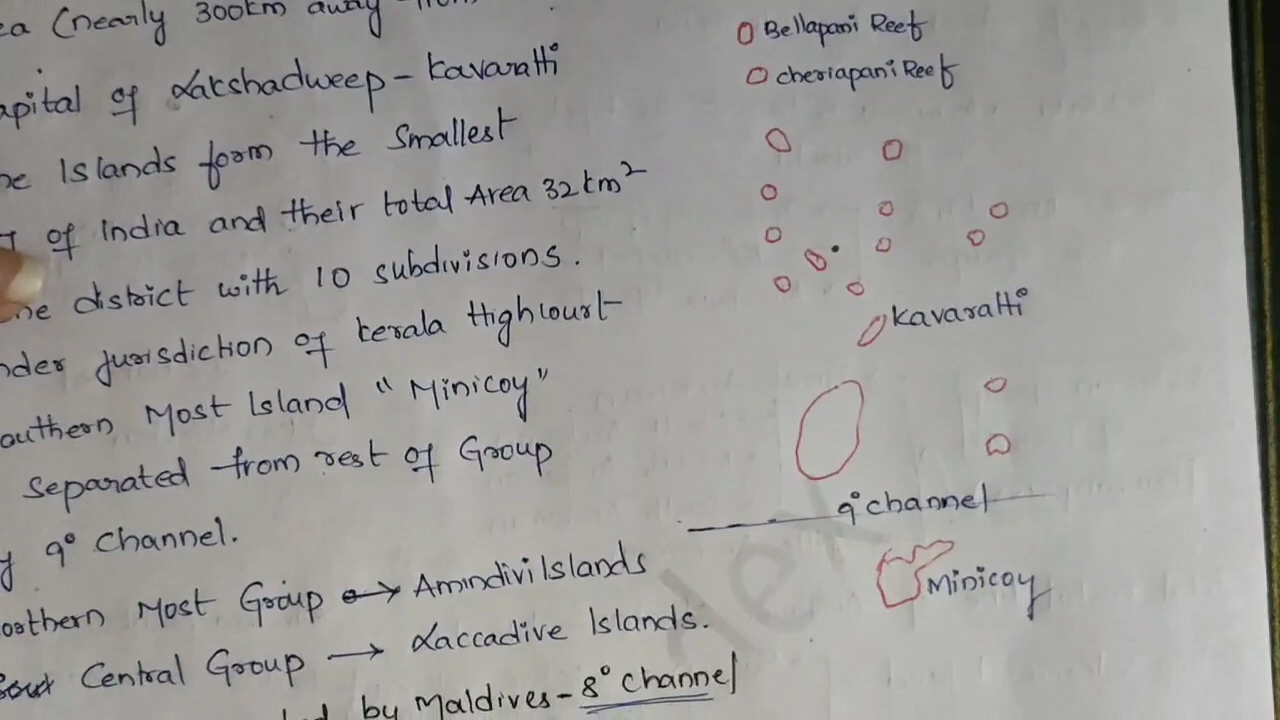 (nearly 300km away
Capital of Lakshadweep - Kavaratti
Islands form the Smallest
of India and their total Area 32 km²
district with 10 subdivisions.
under jurisdiction of kerala Highcourt
Southern Most Island "Minicoy"
Separated from rest of Group
9° Channel.
Northern Most Group → Amindivi Islands
Central Group → Laccadive Islands.
by Maldives - 8° Channel
Bellapani Reef
cheriapani Reef
Kavaratti
9° channel
Minicoy